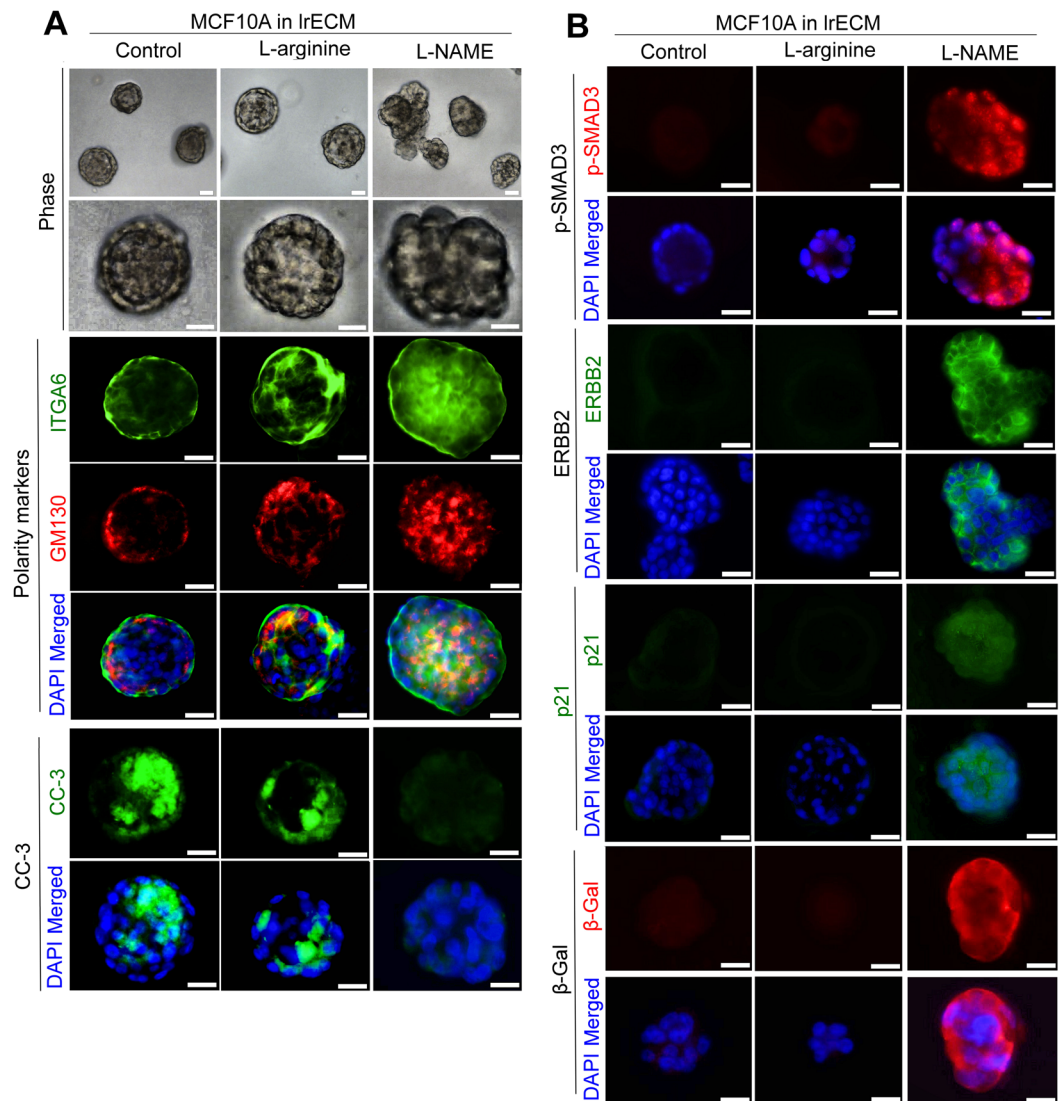 A
MCF10A in IrECM
Control
L-arginine
L-NAME
Phase
Polarity markers
ITGA6
GM130
DAPI Merged
CC-3
CC-3
DAPI Merged
B
MCF10A in IrECM
Control
L-arginine
L-NAME
p-SMAD3
p-SMAD3
DAPI Merged
ERBB2
ERBB2
DAPI Merged
p21
p21
DAPI Merged
β-Gal
β-Gal
DAPI Merged